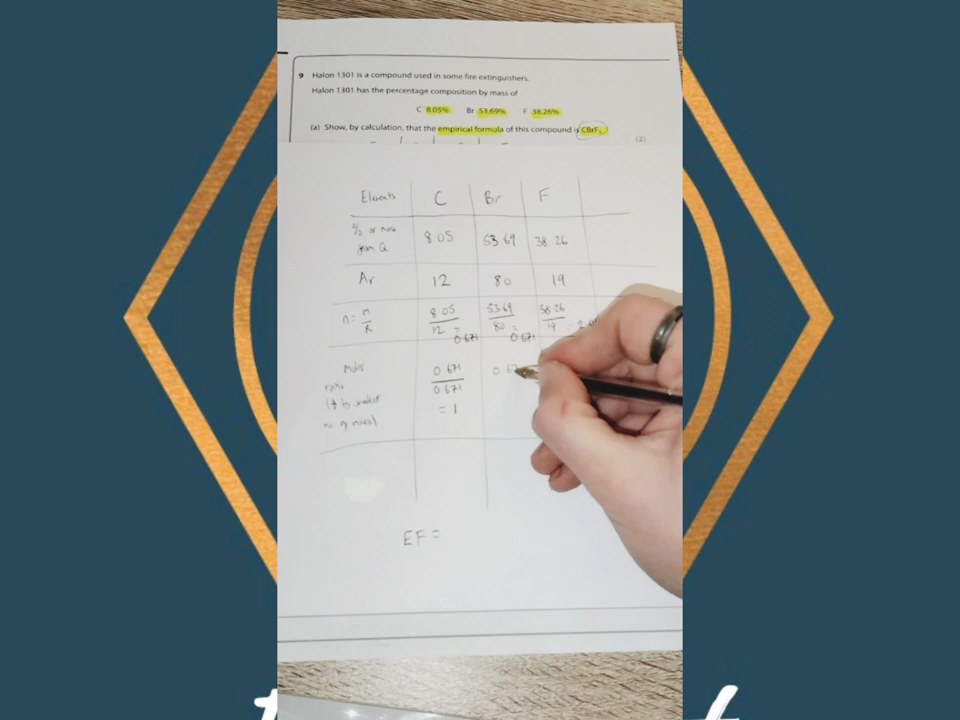 9 Halon 1301 is a compound used in some fire extinguishers.
Halon 1301 has the percentage composition by mass of
C 8.05% Br 53.69% F 38.26%
(a) Show, by calculation, that the empirical formula of this compound is CBrF₃.
(2)
Elements C Br F
% or mass from Q 8.05 53.69 38.26
Ar 12 80 19
8.05 53.69 38.26
12 = 80 =
0.671 0.671
0.671
0.671
= 1
(÷ by smallest
no of moles)
EF =